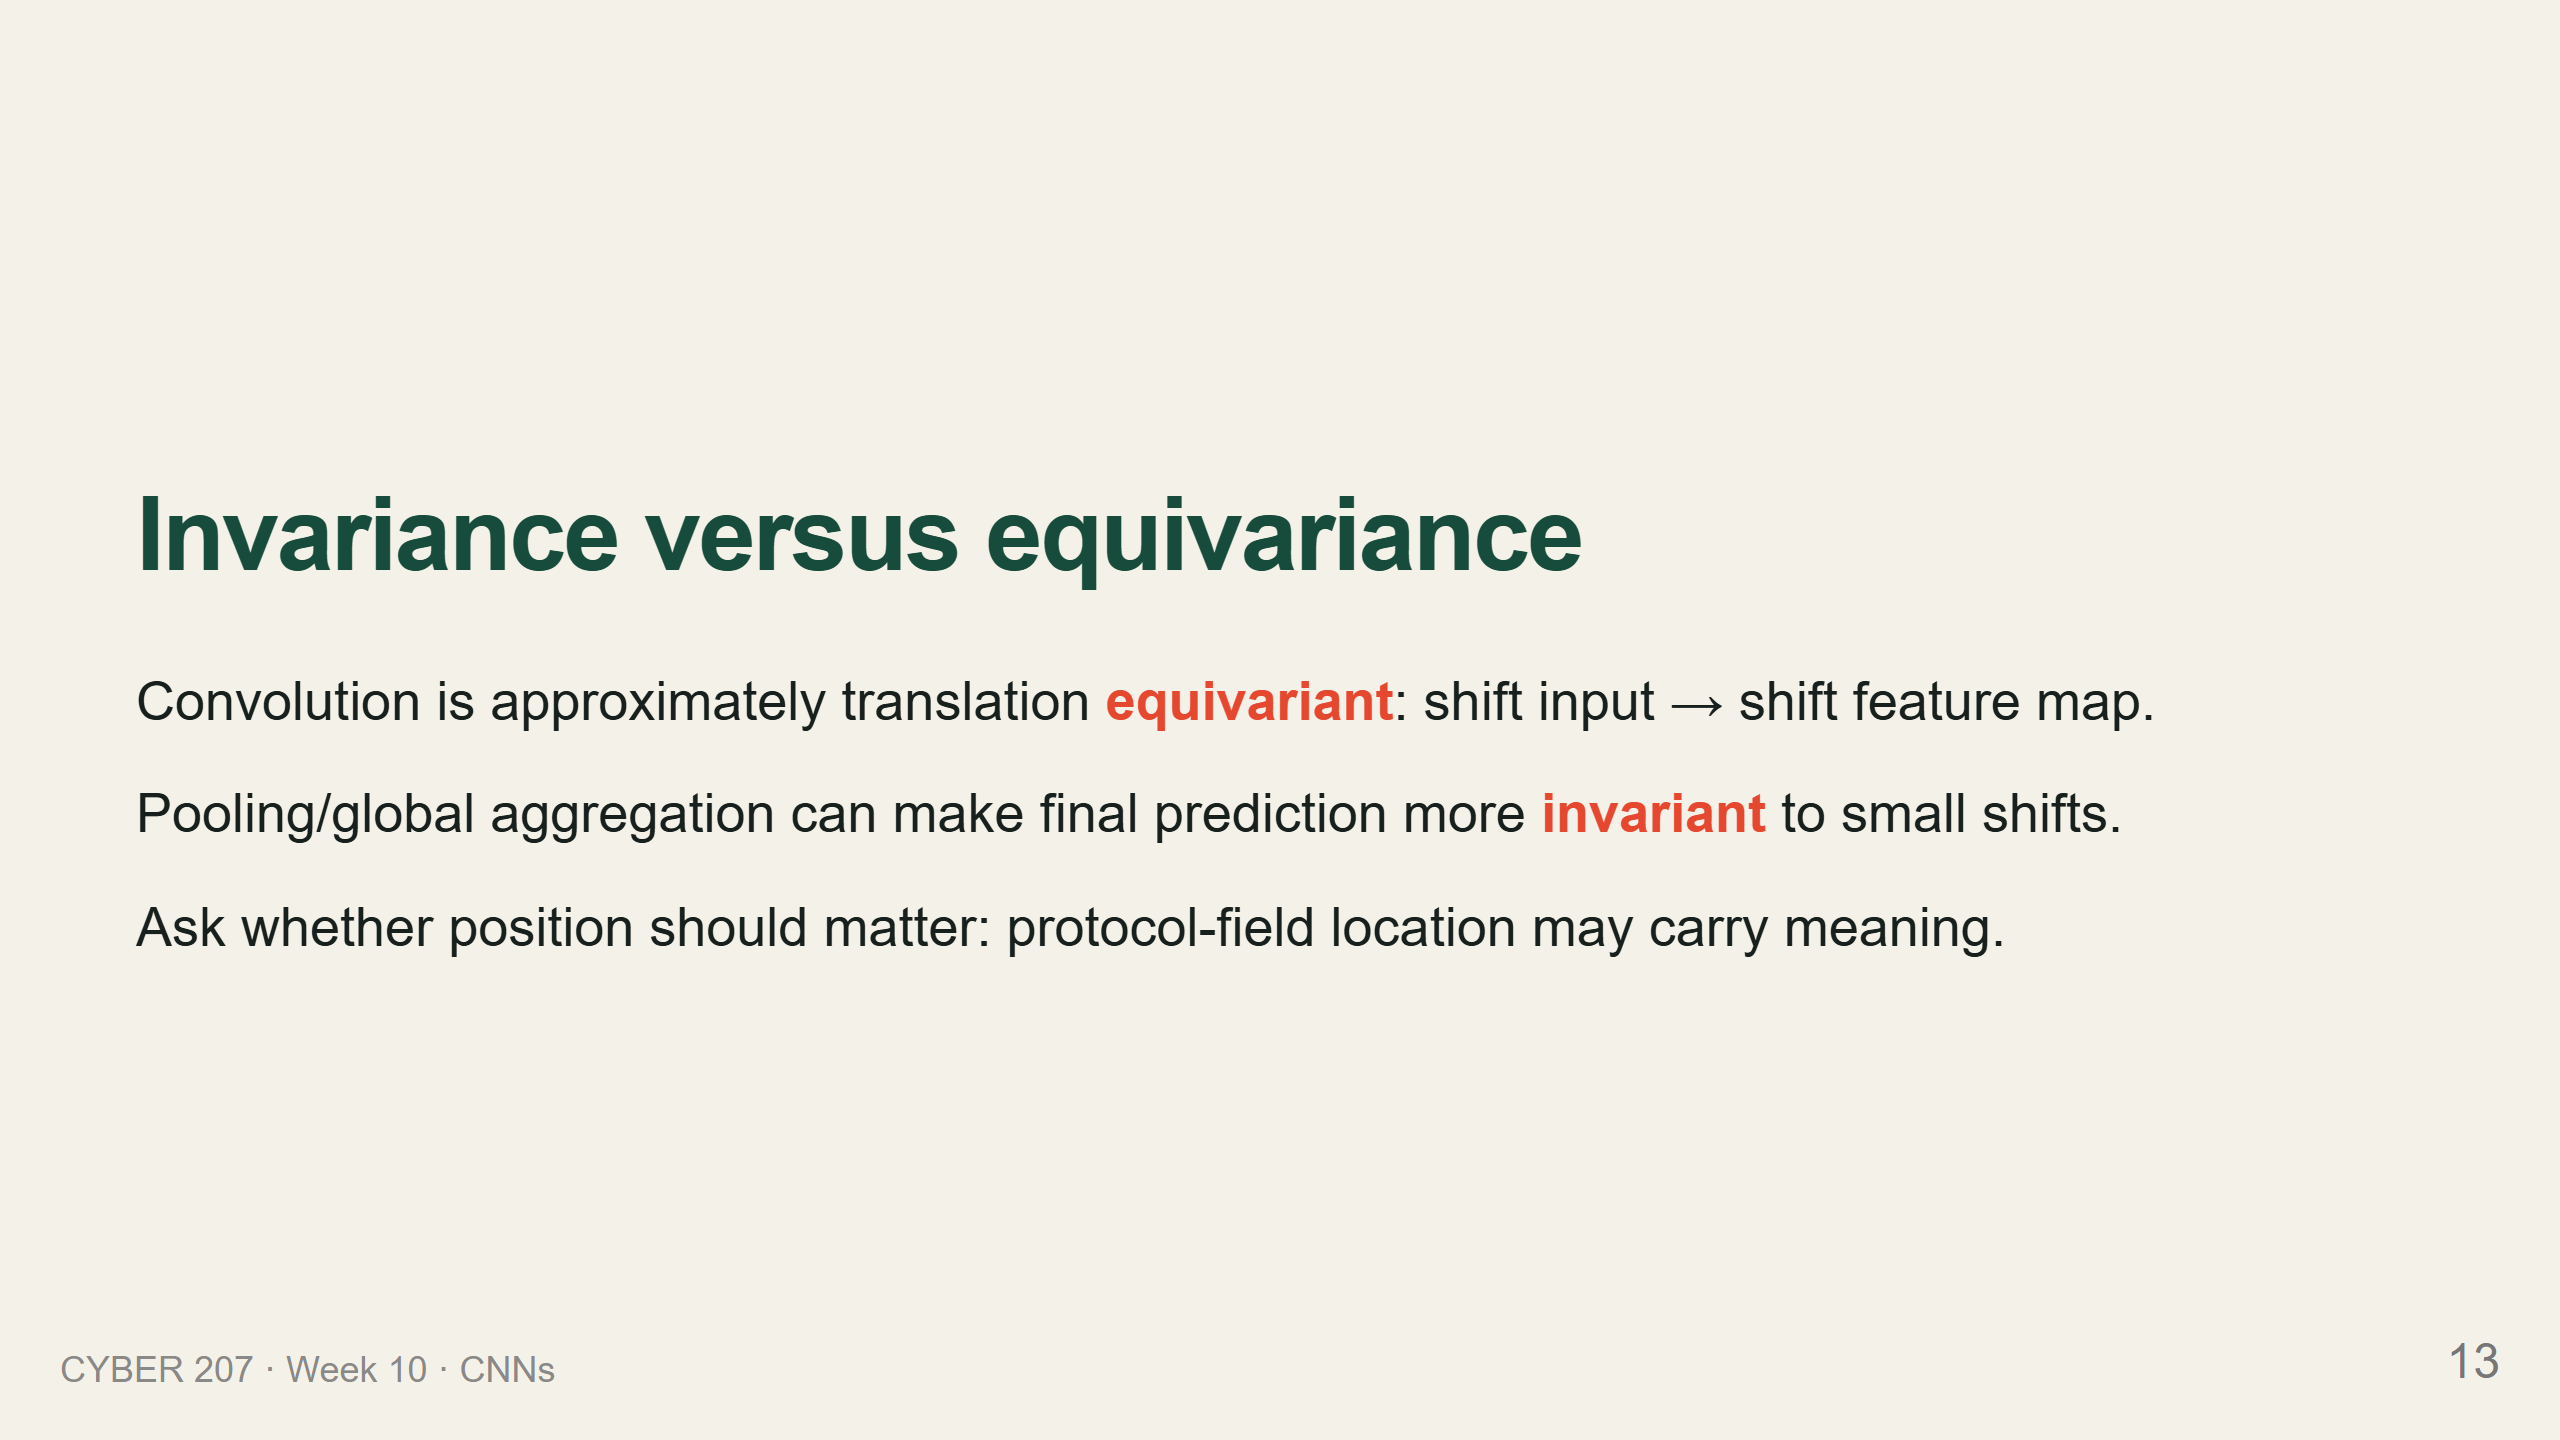 Invariance versus equivariance
Convolution is approximately translation equivariant: shift input → shift feature map.
Pooling/global aggregation can make final prediction more invariant to small shifts.
Ask whether position should matter: protocol-field location may carry meaning.
CYBER 207 · Week 10 · CNNs
13